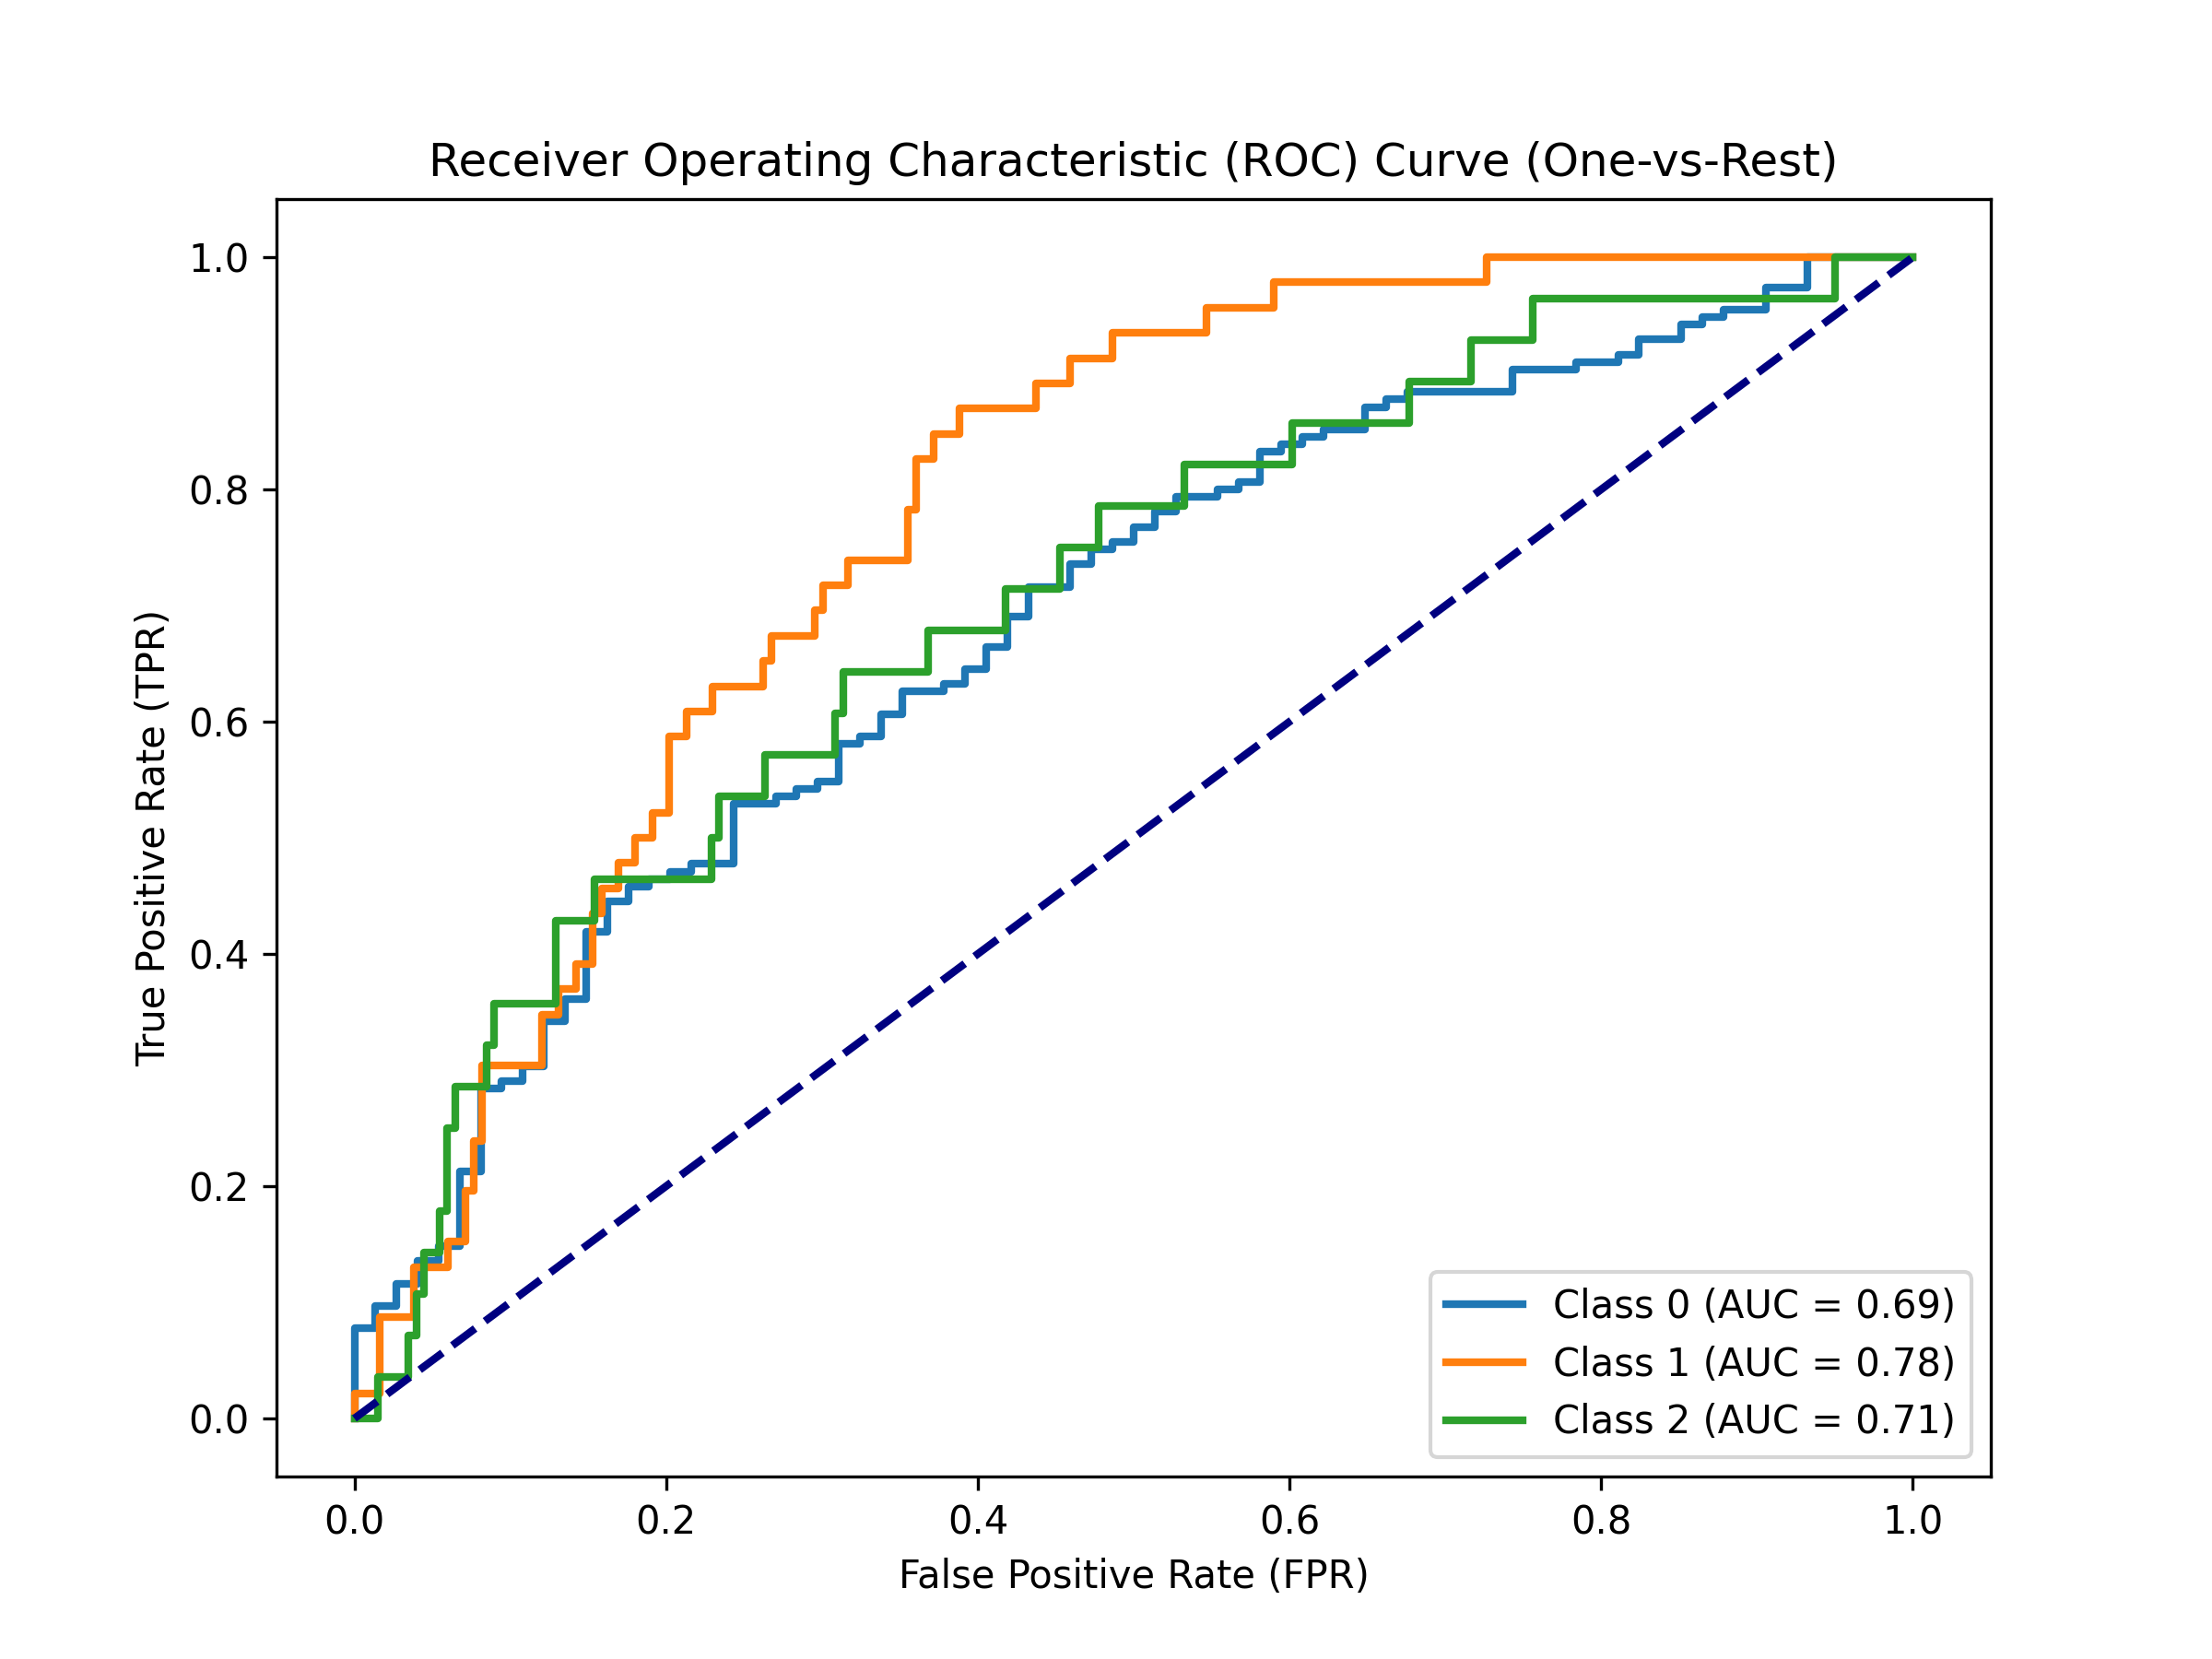 Receiver Operating Characteristic (ROC) Curve (One-vs-Rest)
True Positive Rate (TPR)
1.0
0.8
0.6
0.4
0.2
0.0
Class 0 (AUC = 0.69)
Class 1 (AUC = 0.78)
Class 2 (AUC = 0.71)
0.0 0.2 0.4 0.6 0.8 1.0
False Positive Rate (FPR)